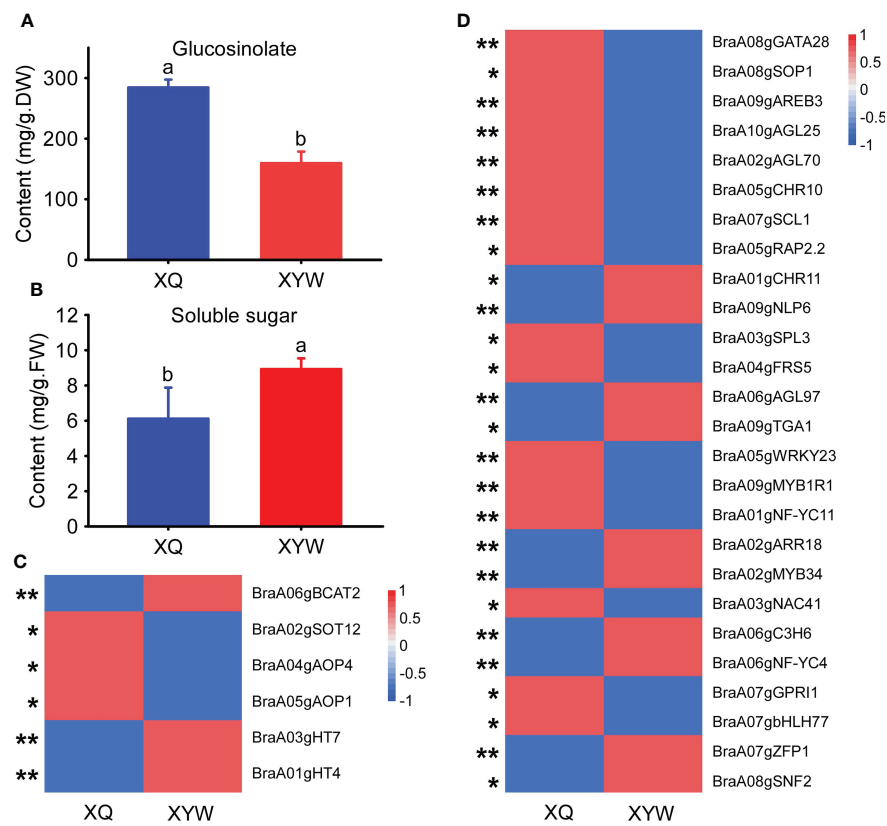 A
Glucosinolate
Content (mg/g.DW)
300
200
100
0
a
b
XQ
XYW
B
Soluble sugar
Content (mg/g.FW)
12
10
8
6
4
2
0
b
a
XQ
XYW
C
** BraA06gBCAT2
* BraA02gSOT12
* BraA04gAOP4
* BraA05gAOP1
** BraA03gHT7
** BraA01gHT4
1
0.5
0
-0.5
-1
XQ
XYW
D
** BraA08gGATA28
* BraA08gSOP1
** BraA09gAREB3
** BraA10gAGL25
** BraA02gAGL70
** BraA05gCHR10
** BraA07gSCL1
* BraA05gRAP2.2
* BraA01gCHR11
** BraA09gNLP6
* BraA03gSPL3
* BraA04gFRS5
** BraA06gAGL97
* BraA09gTGA1
** BraA05gWRKY23
** BraA09gMYB1R1
** BraA01gNF-YC11
** BraA02gARR18
** BraA02gMYB34
* BraA03gNAC41
** BraA06gC3H6
** BraA06gNF-YC4
* BraA07gGPRI1
* BraA07gbHLH77
** BraA07gZFP1
* BraA08gSNF2
1
0.5
0
-0.5
-1
XQ
XYW